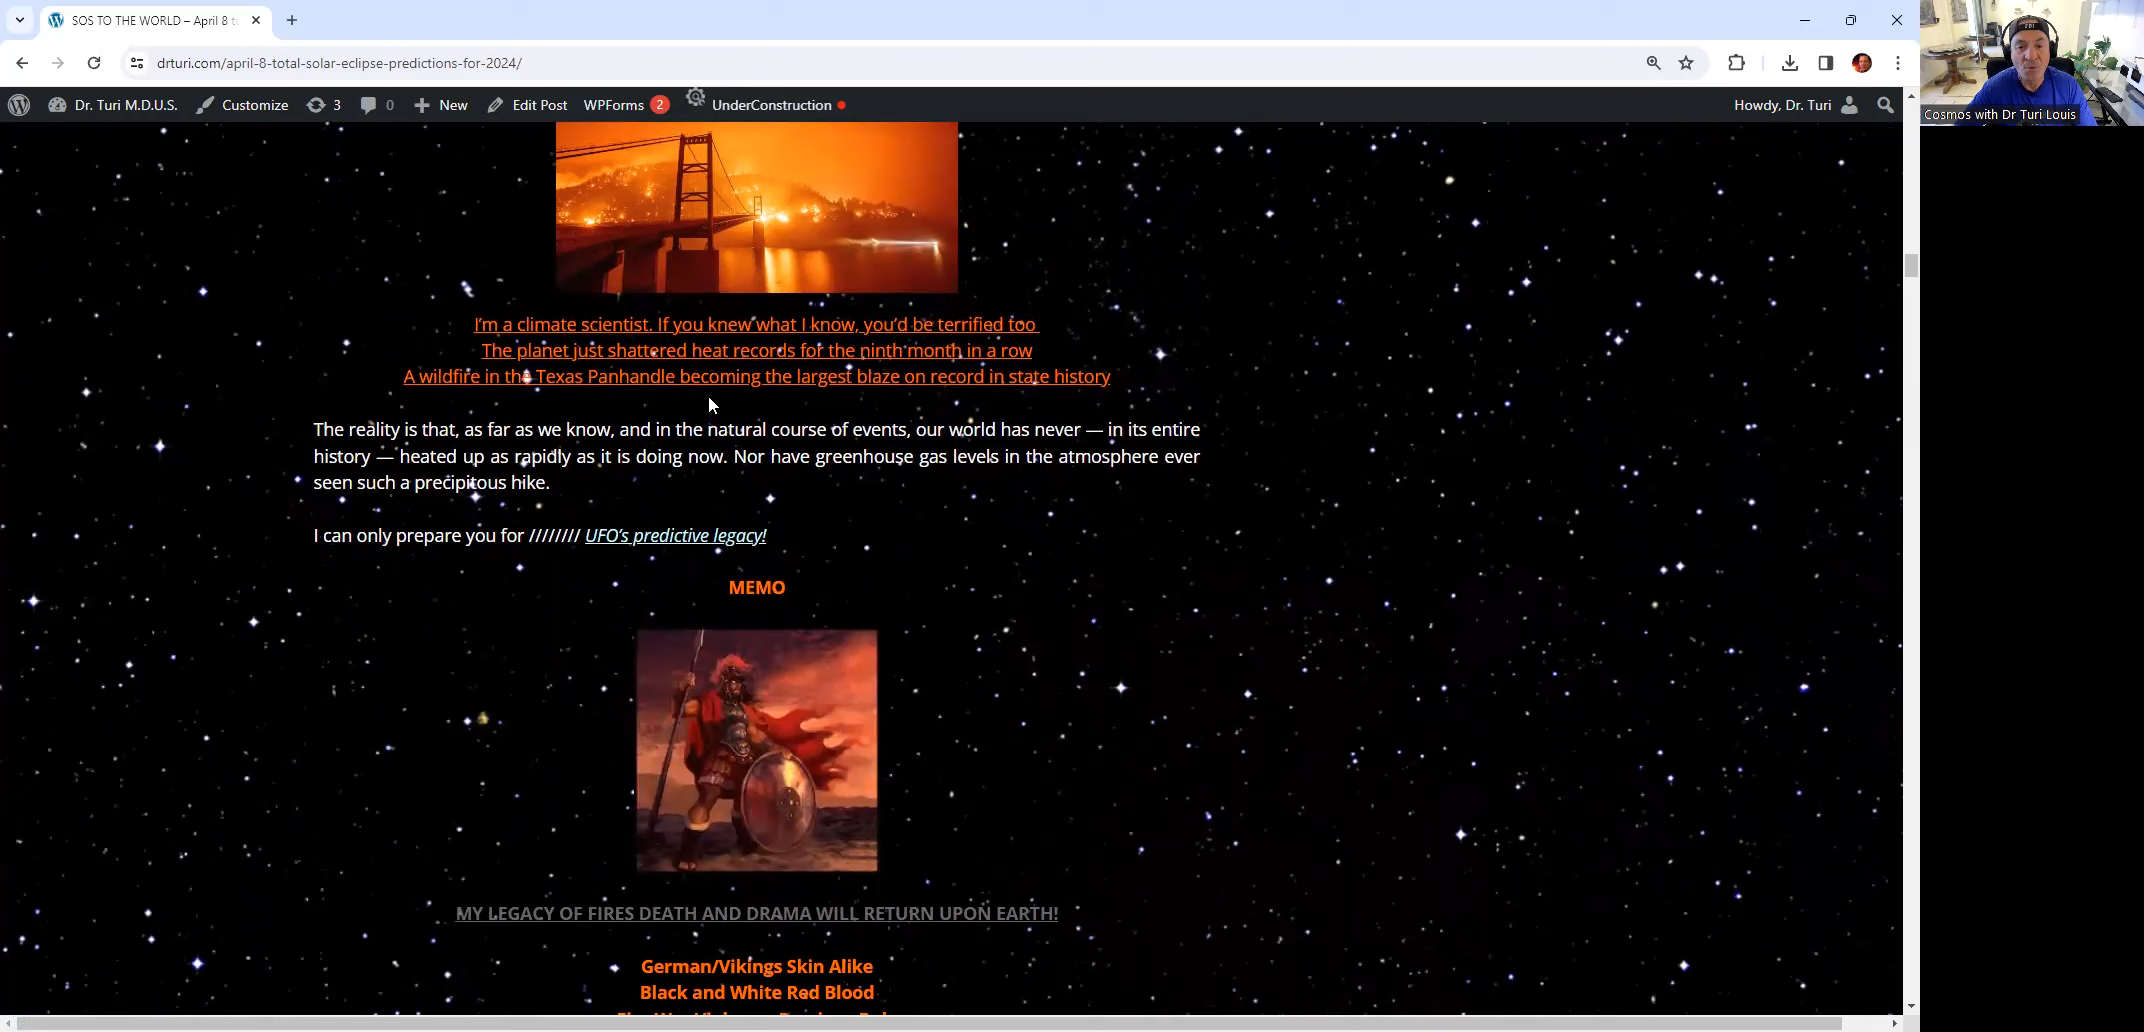 SOS TO THE WORLD – April 8 t
drturi.com/april-8-total-solar-eclipse-predictions-for-2024/
Dr. Turi M.D.U.S. Customize 3 0 New Edit Post WPForms 2 UnderConstruction Howdy, Dr. Turi
Cosmos with Dr Turi Louis
I'm a climate scientist. If you knew what I know, you'd be terrified too
The planet just shattered heat records for the ninth month in a row
A wildfire in the Texas Panhandle becoming the largest blaze on record in state history
The reality is that, as far as we know, and in the natural course of events, our world has never — in its entire
history — heated up as rapidly as it is doing now. Nor have greenhouse gas levels in the atmosphere ever
seen such a precipitous hike.
I can only prepare you for //////// UFO's predictive legacy!
MEMO
MY LEGACY OF FIRES DEATH AND DRAMA WILL RETURN UPON EARTH!
German/Vikings Skin Alike
Black and White Red Blood